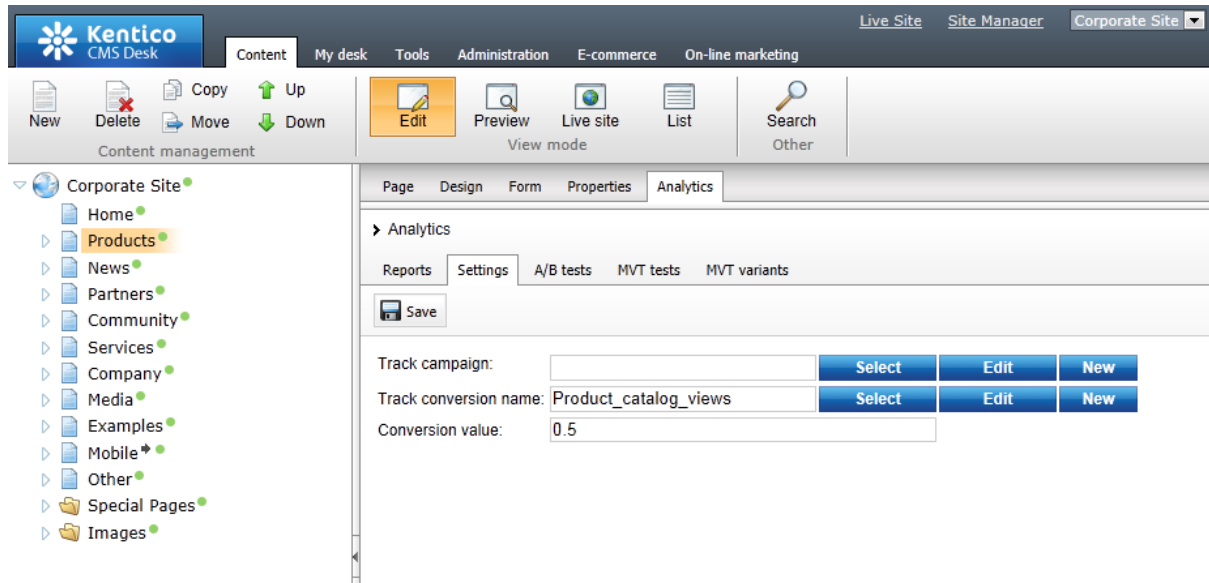 Kentico
CMS Desk
Live Site Site Manager Corporate Site
Content My desk Tools Administration E-commerce On-line marketing
New Delete Copy Move Up Down
Content management
Edit Preview Live site List
View mode
Search
Other
Corporate Site
Home
Products
News
Partners
Community
Services
Company
Media
Examples
Mobile
Other
Special Pages
Images
Page Design Form Properties Analytics
Analytics
Reports Settings A/B tests MVT tests MVT variants
Save
Track campaign: Select Edit New
Track conversion name: Product_catalog_views Select Edit New
Conversion value: 0.5